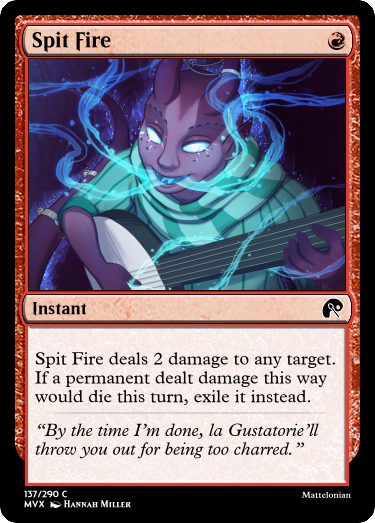 Spit Fire
Instant
Spit Fire deals 2 damage to any target.
If a permanent dealt damage this way
would die this turn, exile it instead.
“By the time I’m done, la Gustatorie’ll
throw you out for being too charred.”
137/290 C
MVX Hannah Miller
Mattelonian